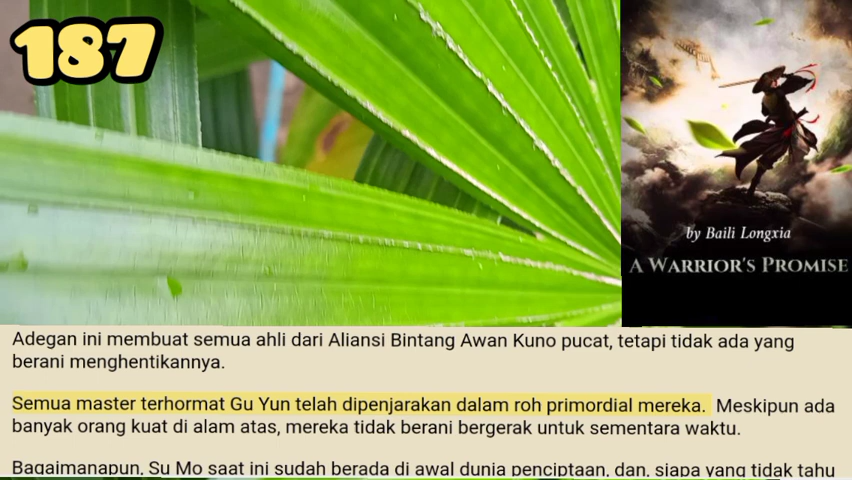 187
by Baili Longxia
A WARRIOR'S PROMISE
Adegan ini membuat semua ahli dari Aliansi Bintang Awan Kuno pucat, tetapi tidak ada yang
berani menghentikannya.
Semua master terhormat Gu Yun telah dipenjarakan dalam roh primordial mereka. Meskipun ada
banyak orang kuat di alam atas, mereka tidak berani bergerak untuk sementara waktu.
Bagaimanapun, Su Mo saat ini sudah berada di awal dunia penciptaan, dan, siapa yang tidak tahu